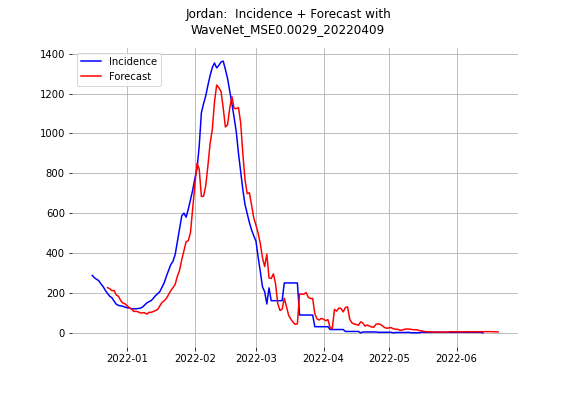 Jordan:  Incidence + Forecast with
WaveNet_MSE0.0029_20220409
Incidence
Forecast
1400
1200
1000
800
600
400
200
0
2022-01 2022-02 2022-03 2022-04 2022-05 2022-06